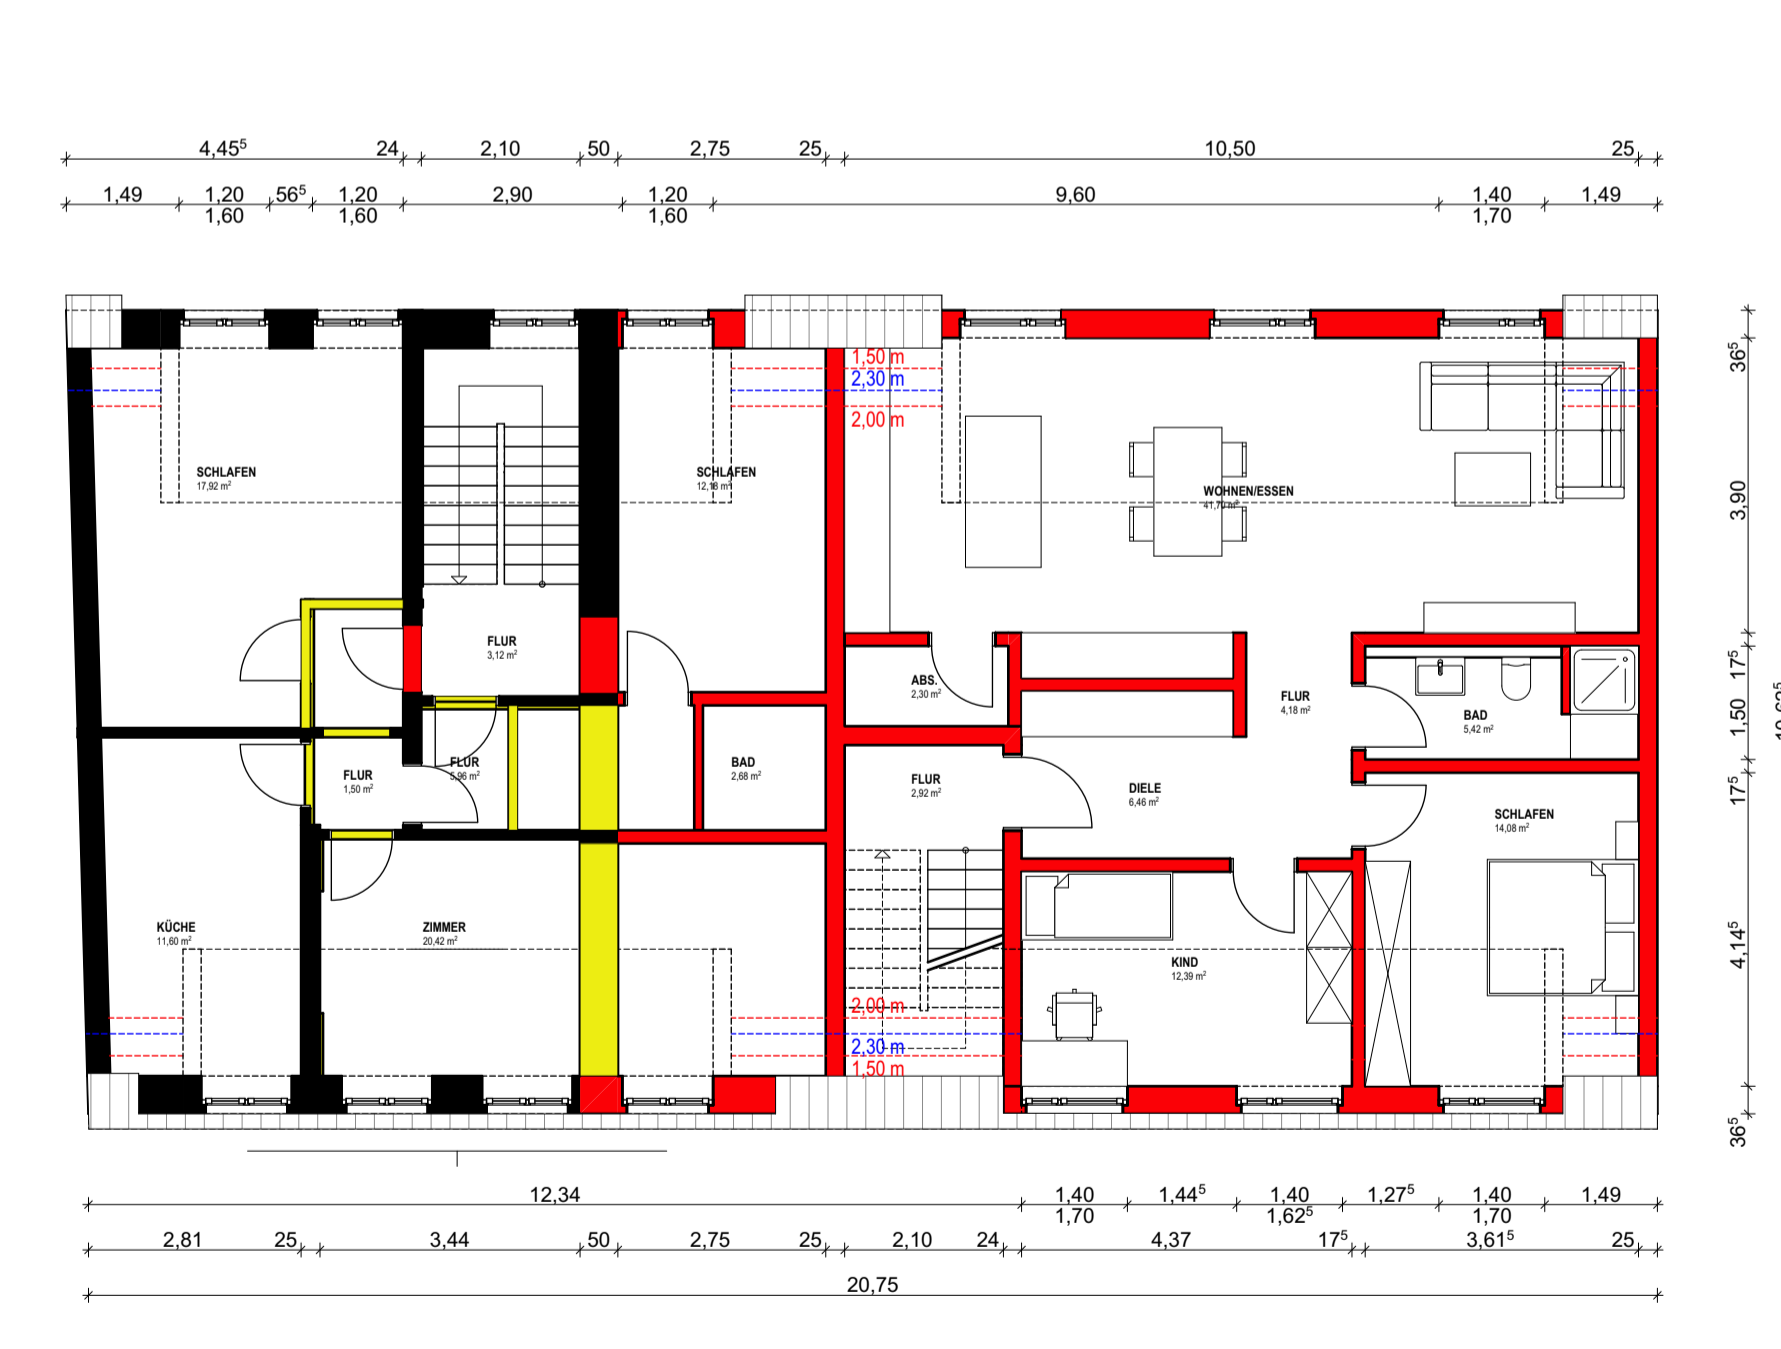 4,45⁵ 24 2,10 50 2,75 25 10,50 25
1,49 1,20 56⁵ 1,20 2,90 1,20 9,60 1,40 1,49
1,60 1,60 1,60 1,70
1,50 m
2,30 m
2,00 m
SCHLAFEN
17,92 m²
SCHLAFEN
12,18 m²
WOHNEN/ESSEN
41,70 m²
FLUR
3,12 m²
ABS.
2,30 m²
FLUR
4,18 m²
BAD
5,42 m²
FLUR
1,50 m²
FLUR
5,96 m²
BAD
2,68 m²
FLUR
2,92 m²
DIELE
6,46 m²
SCHLAFEN
14,08 m²
KÜCHE
11,60 m²
ZIMMER
20,42 m²
KIND
12,39 m²
2,00 m
2,30 m
1,50 m
36⁵
3,90
17⁵
1,50
17⁵
4,14⁵
36⁵
12,34 1,40 1,44⁵ 1,40 1,27⁵ 1,40 1,49
1,70 1,62⁵ 1,70
2,81 25 3,44 50 2,75 25 2,10 24 4,37 17⁵ 3,61⁵ 25
20,75